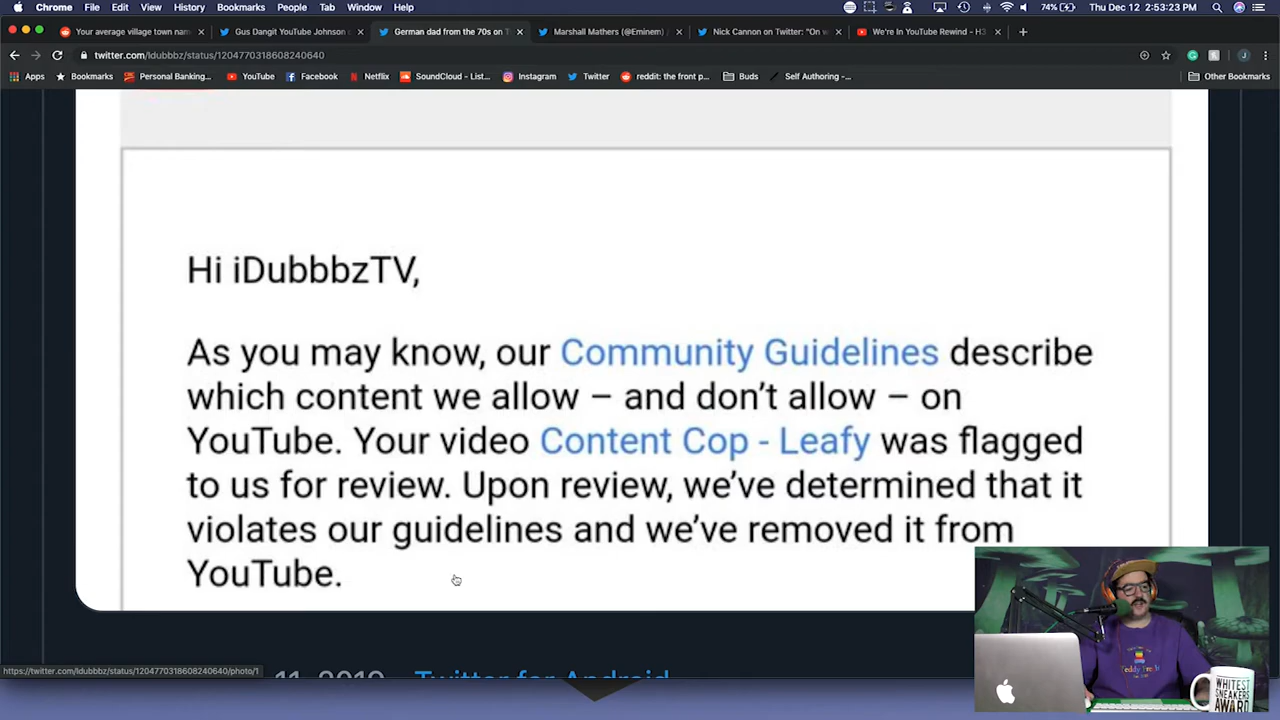 Chrome File Edit View History Bookmarks People Tab Window Help 74% Thu Dec 12 2:53:23 PM
Your average village town nam
Gus Dangit YouTube Johnson
German dad from the 70s on T
Marshall Mathers (@Eminem) /
Nick Cannon on Twitter: "On w
We're In YouTube Rewind - H3
twitter.com/Idubbbz/status/1204770318608240640
Apps Bookmarks Personal Banking... YouTube Facebook Netflix SoundCloud - List... Instagram Twitter reddit: the front p... Buds Self Authoring -... Other Bookmarks
Hi iDubbbzTV,
As you may know, our Community Guidelines describe
which content we allow – and don't allow – on
YouTube. Your video Content Cop - Leafy was flagged
to us for review. Upon review, we've determined that it
violates our guidelines and we've removed it from
YouTube.
https://twitter.com/Idubbbz/status/1204770318608240640/photo/1
11, 2019 Twitter for Android
WHITEST
SNEAKERS
AWARD